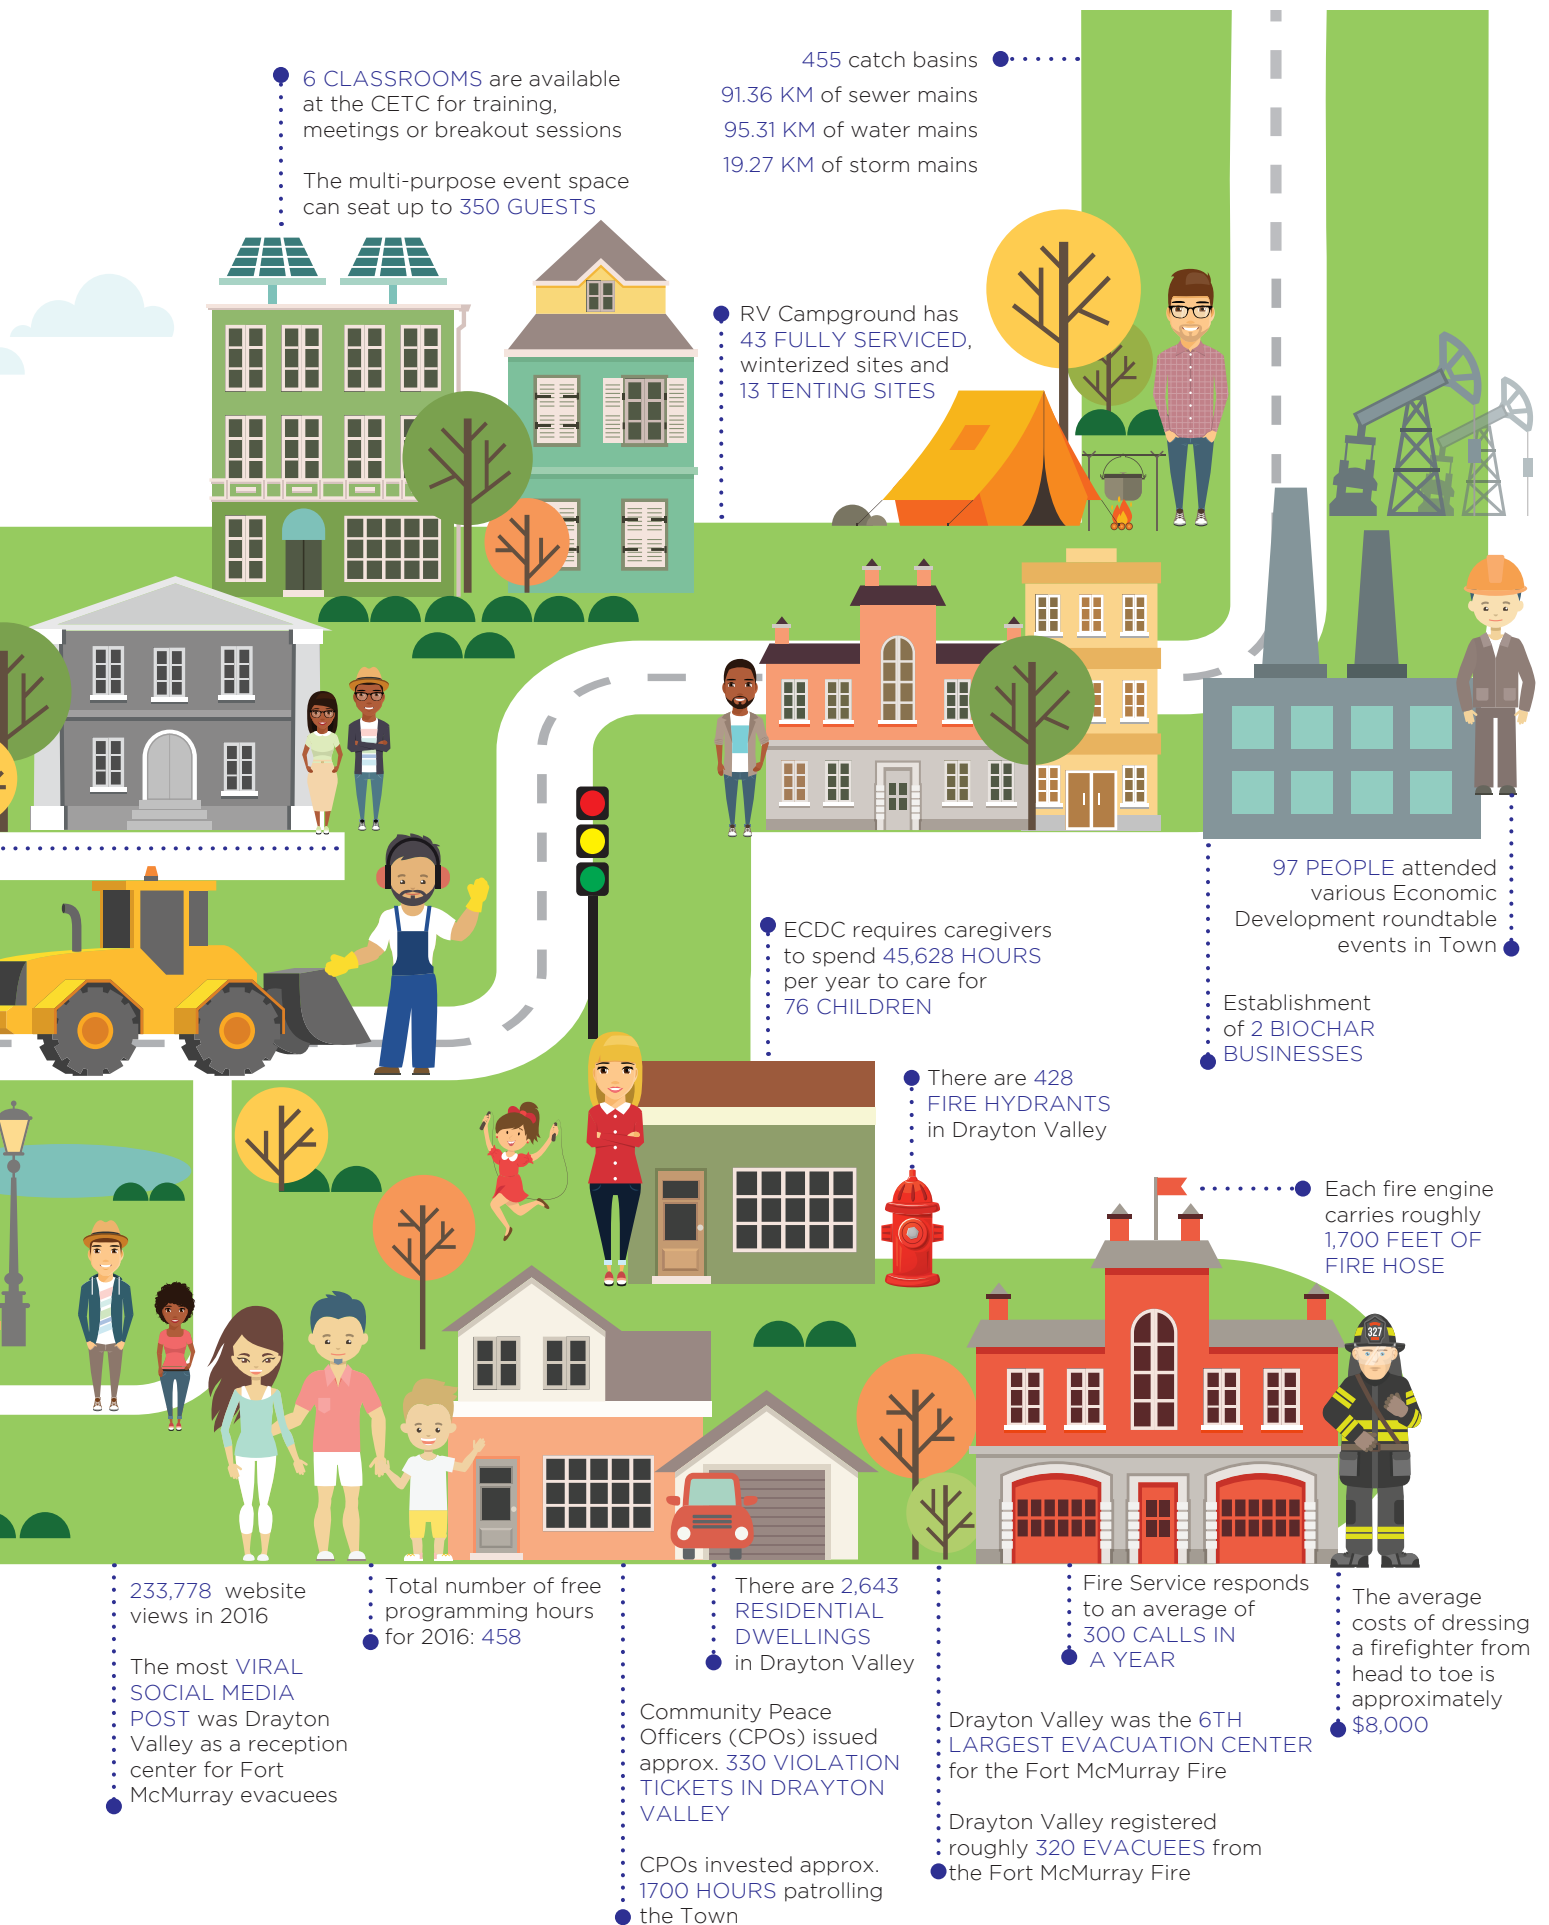 6 CLASSROOMS are available
at the CETC for training,
meetings or breakout sessions
The multi-purpose event space
can seat up to 350 GUESTS
455 catch basins
91.36 KM of sewer mains
95.31 KM of water mains
19.27 KM of storm mains
RV Campground has
43 FULLY SERVICED,
winterized sites and
13 TENTING SITES
97 PEOPLE attended
various Economic
Development roundtable
events in Town
ECDC requires caregivers
to spend 45,628 HOURS
per year to care for
76 CHILDREN
Establishment
of 2 BIOCHAR
BUSINESSES
There are 428
FIRE HYDRANTS
in Drayton Valley
Each fire engine
carries roughly
1,700 FEET OF
FIRE HOSE
327
233,778 website
views in 2016
The most VIRAL
SOCIAL MEDIA
POST was Drayton
Valley as a reception
center for Fort
McMurray evacuees
Total number of free
programming hours
for 2016: 458
There are 2,643
RESIDENTIAL
DWELLINGS
in Drayton Valley
Community Peace
Officers (CPOs) issued
approx. 330 VIOLATION
TICKETS IN DRAYTON
VALLEY
CPOs invested approx.
1700 HOURS patrolling
the Town
Fire Service responds
to an average of
300 CALLS IN
A YEAR
Drayton Valley was the 6TH
LARGEST EVACUATION CENTER
for the Fort McMurray Fire
Drayton Valley registered
roughly 320 EVACUEES from
the Fort McMurray Fire
The average
costs of dressing
a firefighter from
head to toe is
approximately
$8,000